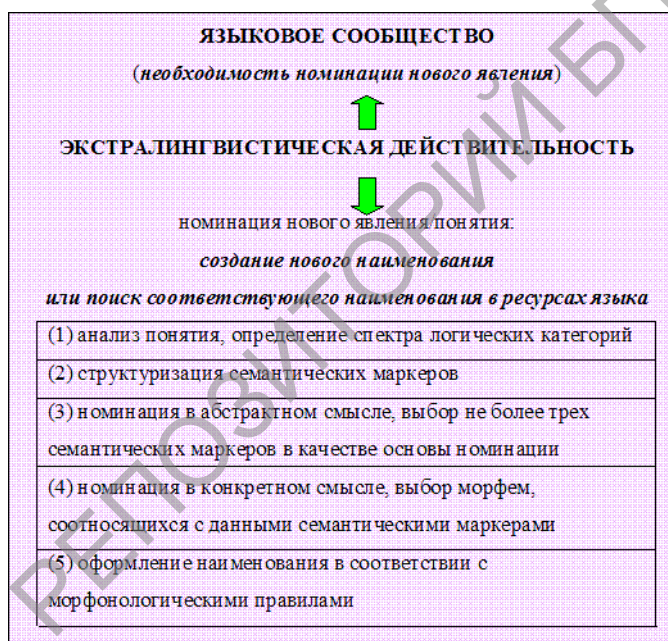 ЯЗЫКОВОЕ СООБЩЕСТВО
(необходимость номинации нового явления)
ЭКСТРАЛИНГВИСТИЧЕСКАЯ ДЕЙСТВИТЕЛЬНОСТЬ
номинация нового явления/понятия:
создание нового наименования
или поиск соответствующего наименования в ресурсах языка
(1) анализ понятия, определение спектра логических категорий
(2) структуризация семантических маркеров
(3) номинация в абстрактном смысле, выбор не более трех
семантических маркеров в качестве основы номинации
(4) номинация в конкретном смысле, выбор морфем,
соотносящихся с данными семантическими маркерами
(5) оформление наименования в соответствии с
морфонологическими правилами
РЕПОЗИТОРИЙ